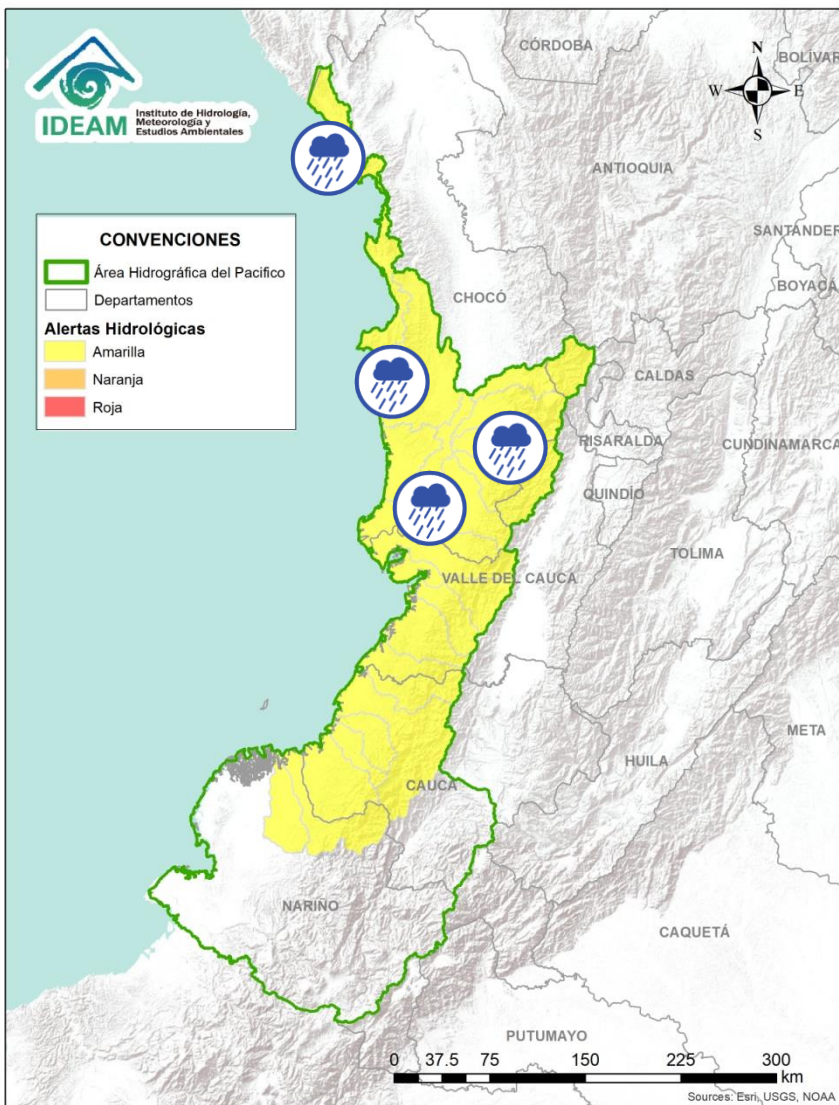 IDEAM
Instituto de Hidrología,
Meteorología y
Estudios Ambientales
CÓRDOBA
BOLÍVAR
N
W
E
S
ANTIOQUIA
SANTANDER
BOYACÁ
CONVENCIONES
Área Hidrográfica del Pacifico
Departamentos
Alertas Hidrológicas
Amarilla
Naranja
Roja
CHOCÓ
CALDAS
RISARALDA
CUNDINAMARCA
QUINDÍO
TOLIMA
VALLE DEL CAUCA
META
HUILA
CAUCA
NARIÑO
CAQUETÁ
PUTUMAYO
0 37.5 75 150 225 300
km
Sources: Esri, USGS, NOAA